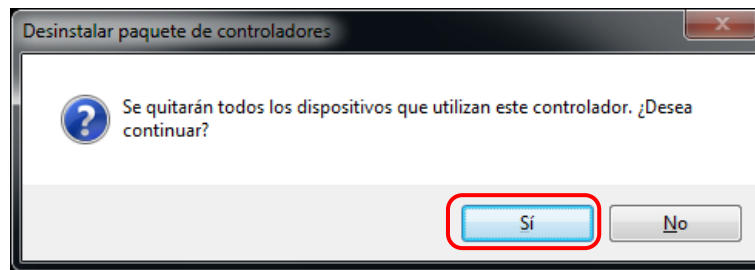 Desinstalar paquete de controladores
Se quitarán todos los dispositivos que utilizan este controlador. ¿Desea
continuar?
Sí
No